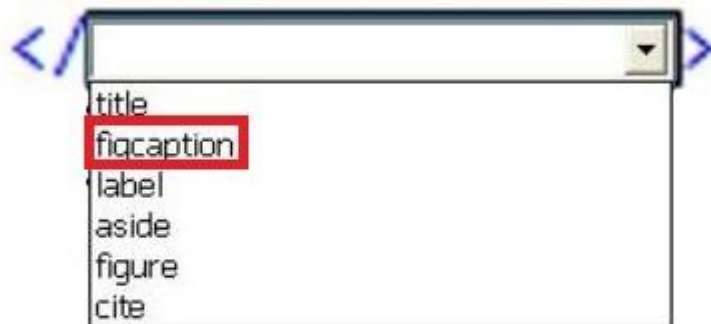 </ >
title
figcaption
label
aside
figure
cite